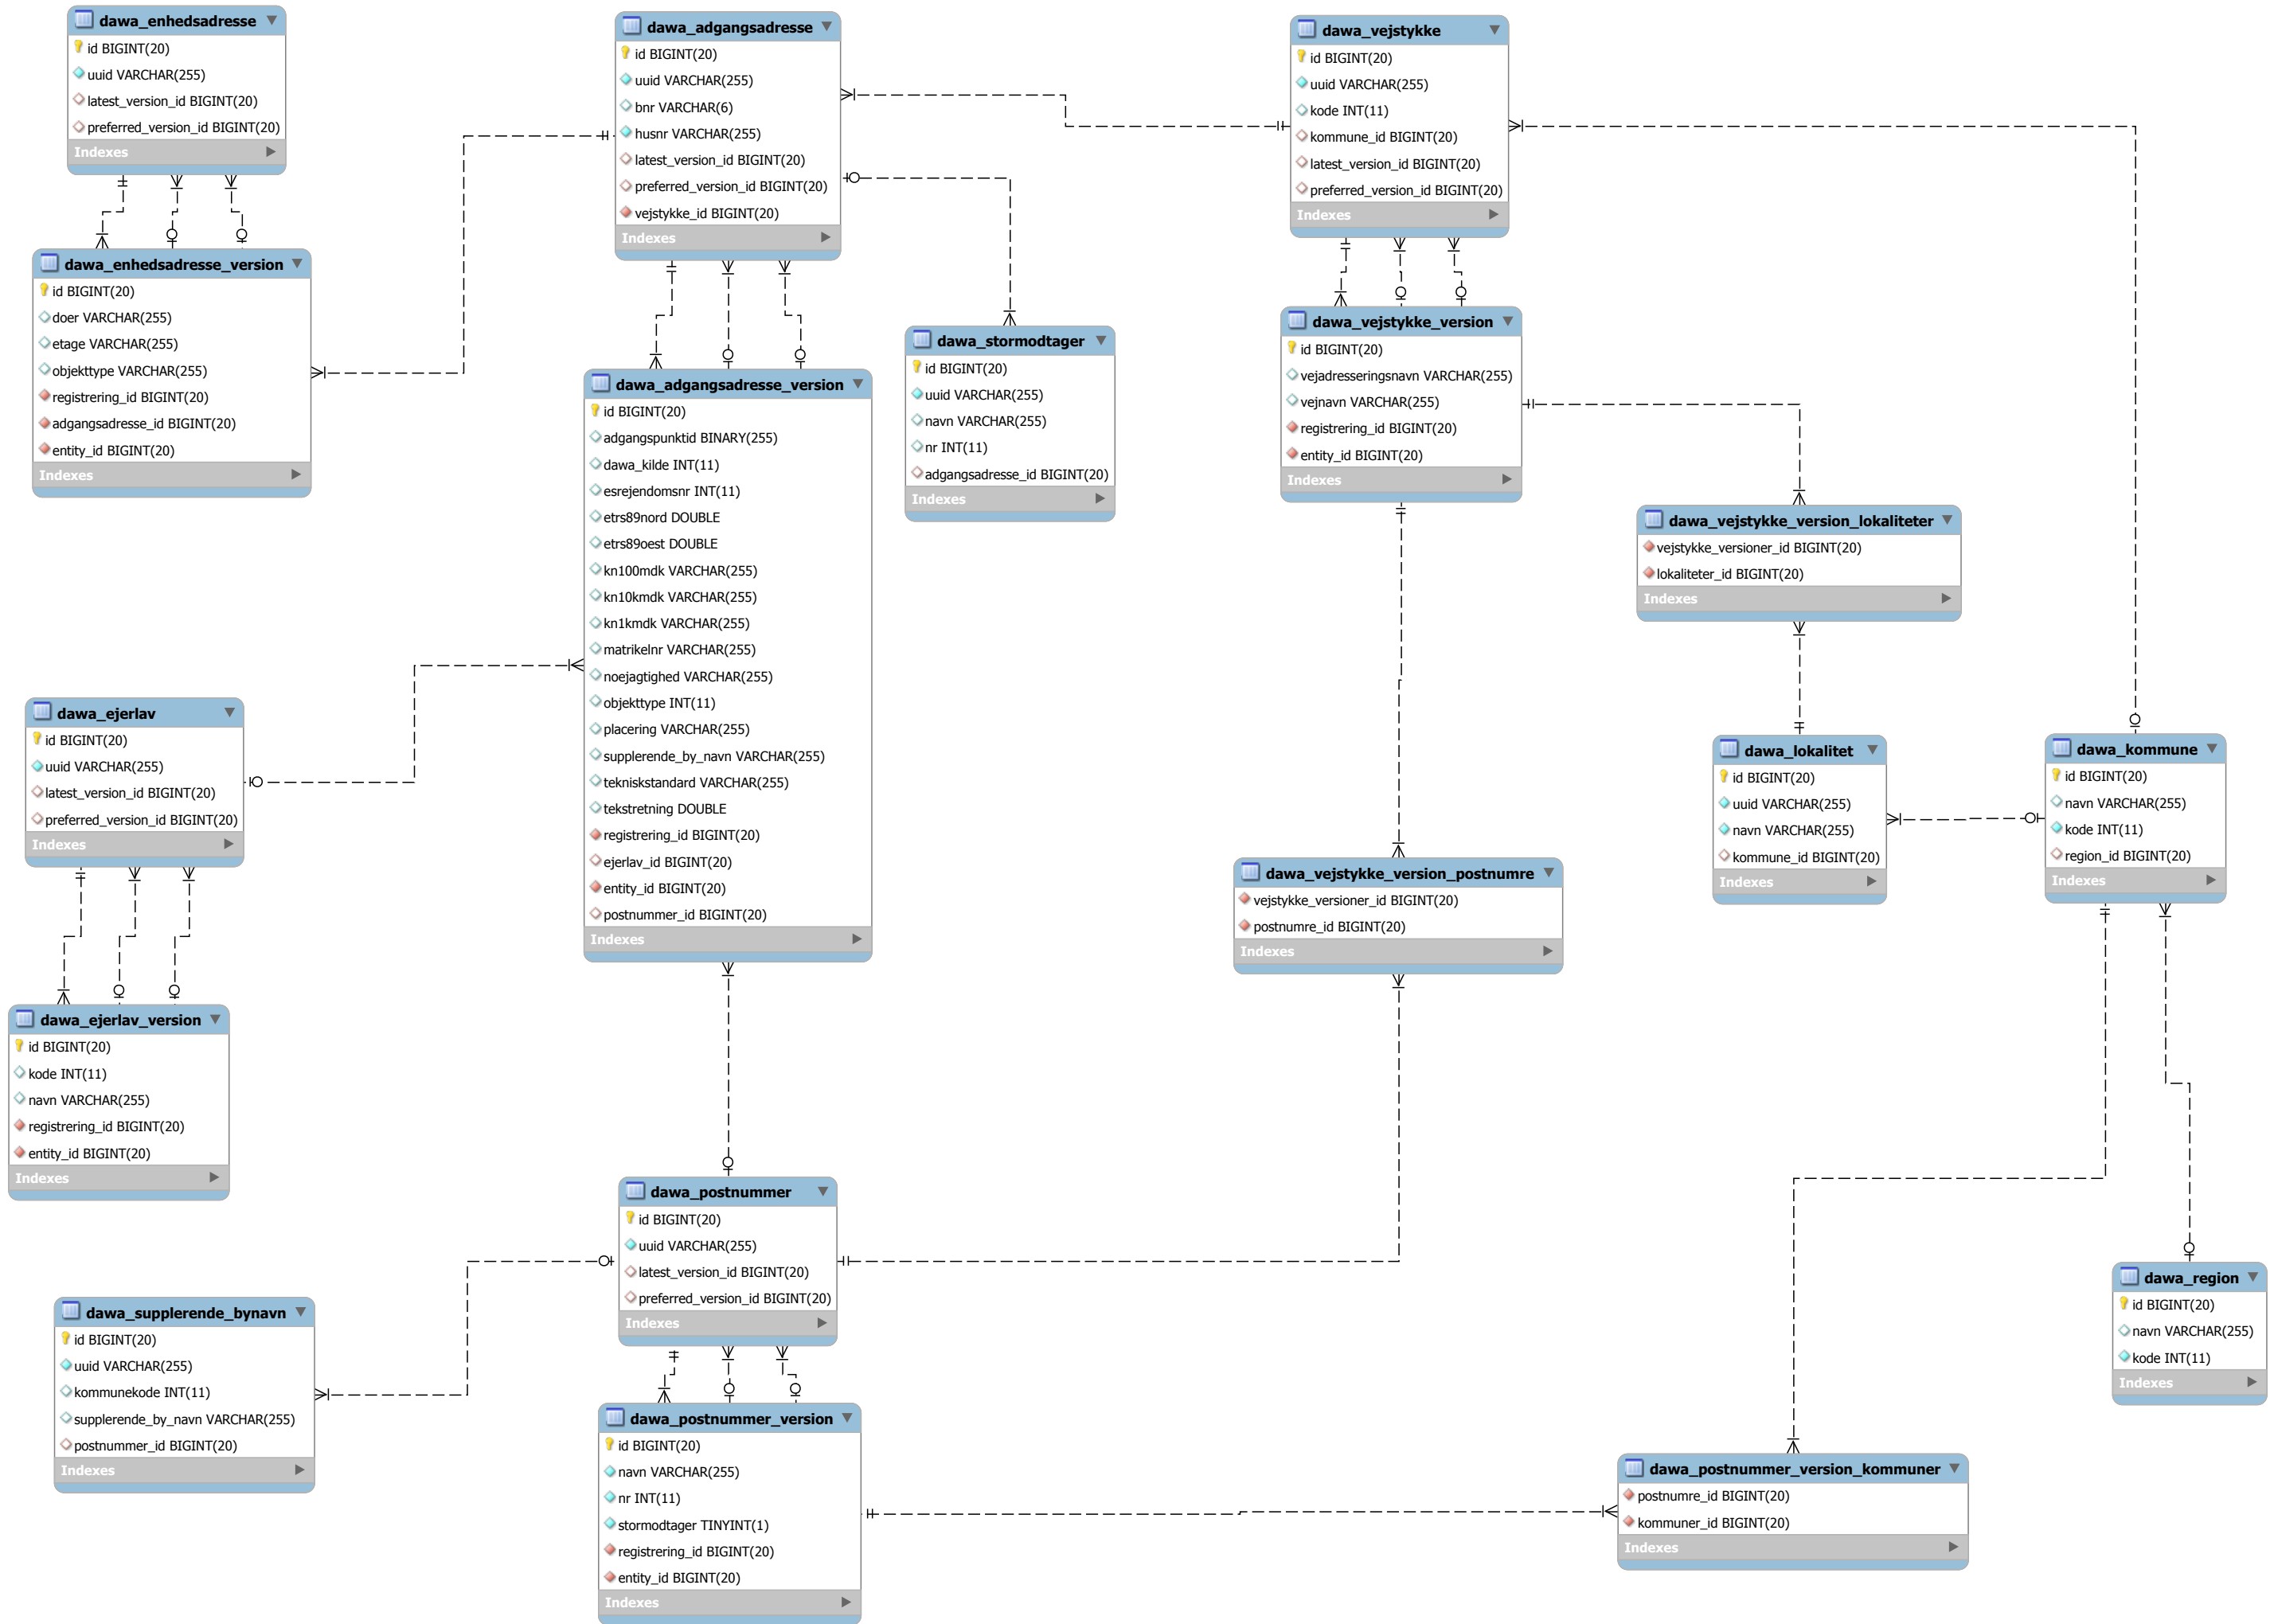 dawa_enhedsadresse
id BIGINT(20)
uuid VARCHAR(255)
latest_version_id BIGINT(20)
preferred_version_id BIGINT(20)
Indexes
dawa_adgangsadresse
id BIGINT(20)
uuid VARCHAR(255)
bnr VARCHAR(6)
husnr VARCHAR(255)
latest_version_id BIGINT(20)
preferred_version_id BIGINT(20)
vejstykke_id BIGINT(20)
Indexes
dawa_vejstykke
id BIGINT(20)
uuid VARCHAR(255)
kode INT(11)
kommune_id BIGINT(20)
latest_version_id BIGINT(20)
preferred_version_id BIGINT(20)
Indexes
dawa_enhedsadresse_version
id BIGINT(20)
doer VARCHAR(255)
etage VARCHAR(255)
objekttype VARCHAR(255)
registrering_id BIGINT(20)
adgangsadresse_id BIGINT(20)
entity_id BIGINT(20)
Indexes
dawa_adgangsadresse_version
id BIGINT(20)
adgangspunktid BINARY(255)
dawa_kilde INT(11)
esrejendomsnr INT(11)
etrs89nord DOUBLE
etrs89oest DOUBLE
kn100mdk VARCHAR(255)
kn10kmdk VARCHAR(255)
kn1kmdk VARCHAR(255)
matrikelnr VARCHAR(255)
noejagtighed VARCHAR(255)
objekttype INT(11)
placering VARCHAR(255)
supplerende_by_navn VARCHAR(255)
tekniskstandard VARCHAR(255)
tekstretning DOUBLE
registrering_id BIGINT(20)
ejerlav_id BIGINT(20)
entity_id BIGINT(20)
postnummer_id BIGINT(20)
Indexes
dawa_stormodtager
id BIGINT(20)
uuid VARCHAR(255)
navn VARCHAR(255)
nr INT(11)
adgangsadresse_id BIGINT(20)
Indexes
dawa_vejstykke_version
id BIGINT(20)
vejadresseringsnavn VARCHAR(255)
vejnavn VARCHAR(255)
registrering_id BIGINT(20)
entity_id BIGINT(20)
Indexes
dawa_vejstykke_version_lokaliteter
vejstykke_versioner_id BIGINT(20)
lokaliteter_id BIGINT(20)
Indexes
dawa_ejerlav
id BIGINT(20)
uuid VARCHAR(255)
latest_version_id BIGINT(20)
preferred_version_id BIGINT(20)
Indexes
dawa_lokalitet
id BIGINT(20)
uuid VARCHAR(255)
navn VARCHAR(255)
kommune_id BIGINT(20)
Indexes
dawa_kommune
id BIGINT(20)
navn VARCHAR(255)
kode INT(11)
region_id BIGINT(20)
Indexes
dawa_vejstykke_version_postnumre
vejstykke_versioner_id BIGINT(20)
postnumre_id BIGINT(20)
Indexes
dawa_ejerlav_version
id BIGINT(20)
kode INT(11)
navn VARCHAR(255)
registrering_id BIGINT(20)
entity_id BIGINT(20)
Indexes
dawa_postnummer
id BIGINT(20)
uuid VARCHAR(255)
latest_version_id BIGINT(20)
preferred_version_id BIGINT(20)
Indexes
dawa_region
id BIGINT(20)
navn VARCHAR(255)
kode INT(11)
Indexes
dawa_supplerende_bynavn
id BIGINT(20)
uuid VARCHAR(255)
kommunekode INT(11)
supplerende_by_navn VARCHAR(255)
postnummer_id BIGINT(20)
Indexes
dawa_postnummer_version
id BIGINT(20)
navn VARCHAR(255)
nr INT(11)
stormodtager TINYINT(1)
registrering_id BIGINT(20)
entity_id BIGINT(20)
Indexes
dawa_postnummer_version_kommuner
postnumre_id BIGINT(20)
kommuner_id BIGINT(20)
Indexes